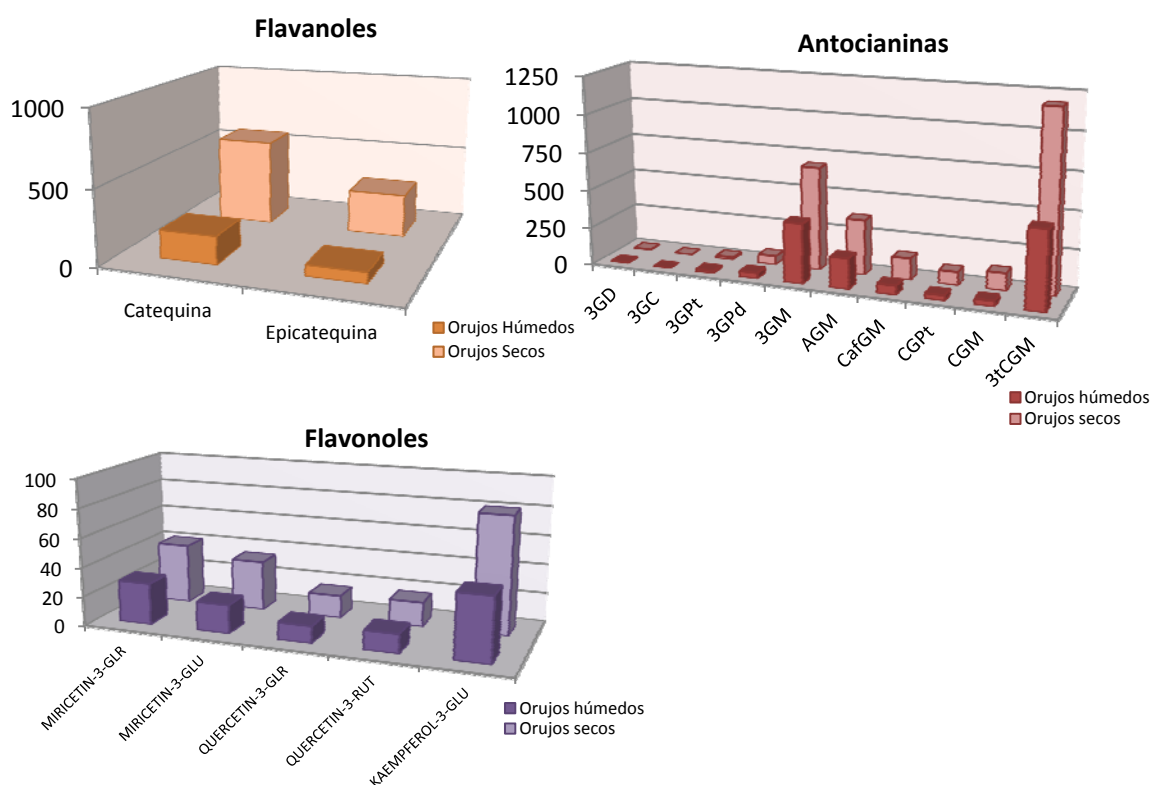 Flavanoles
1000
500
0
Catequina
Epicatequina
Orujos Húmedos
Orujos Secos
Antocianinas
1250
1000
750
500
250
0
3GD
3GC
3GPt
3GPd
3GM
AGM
CafGM
CGPt
CGM
3tCGM
Orujos húmedos
Orujos secos
Flavonoles
100
80
60
40
20
0
MIRICETIN-3-GLR
MIRICETIN-3-GLU
QUERCETIN-3-GLR
QUERCETIN-3-RUT
KAEMPFEROL-3-GLU
Orujos húmedos
Orujos secos